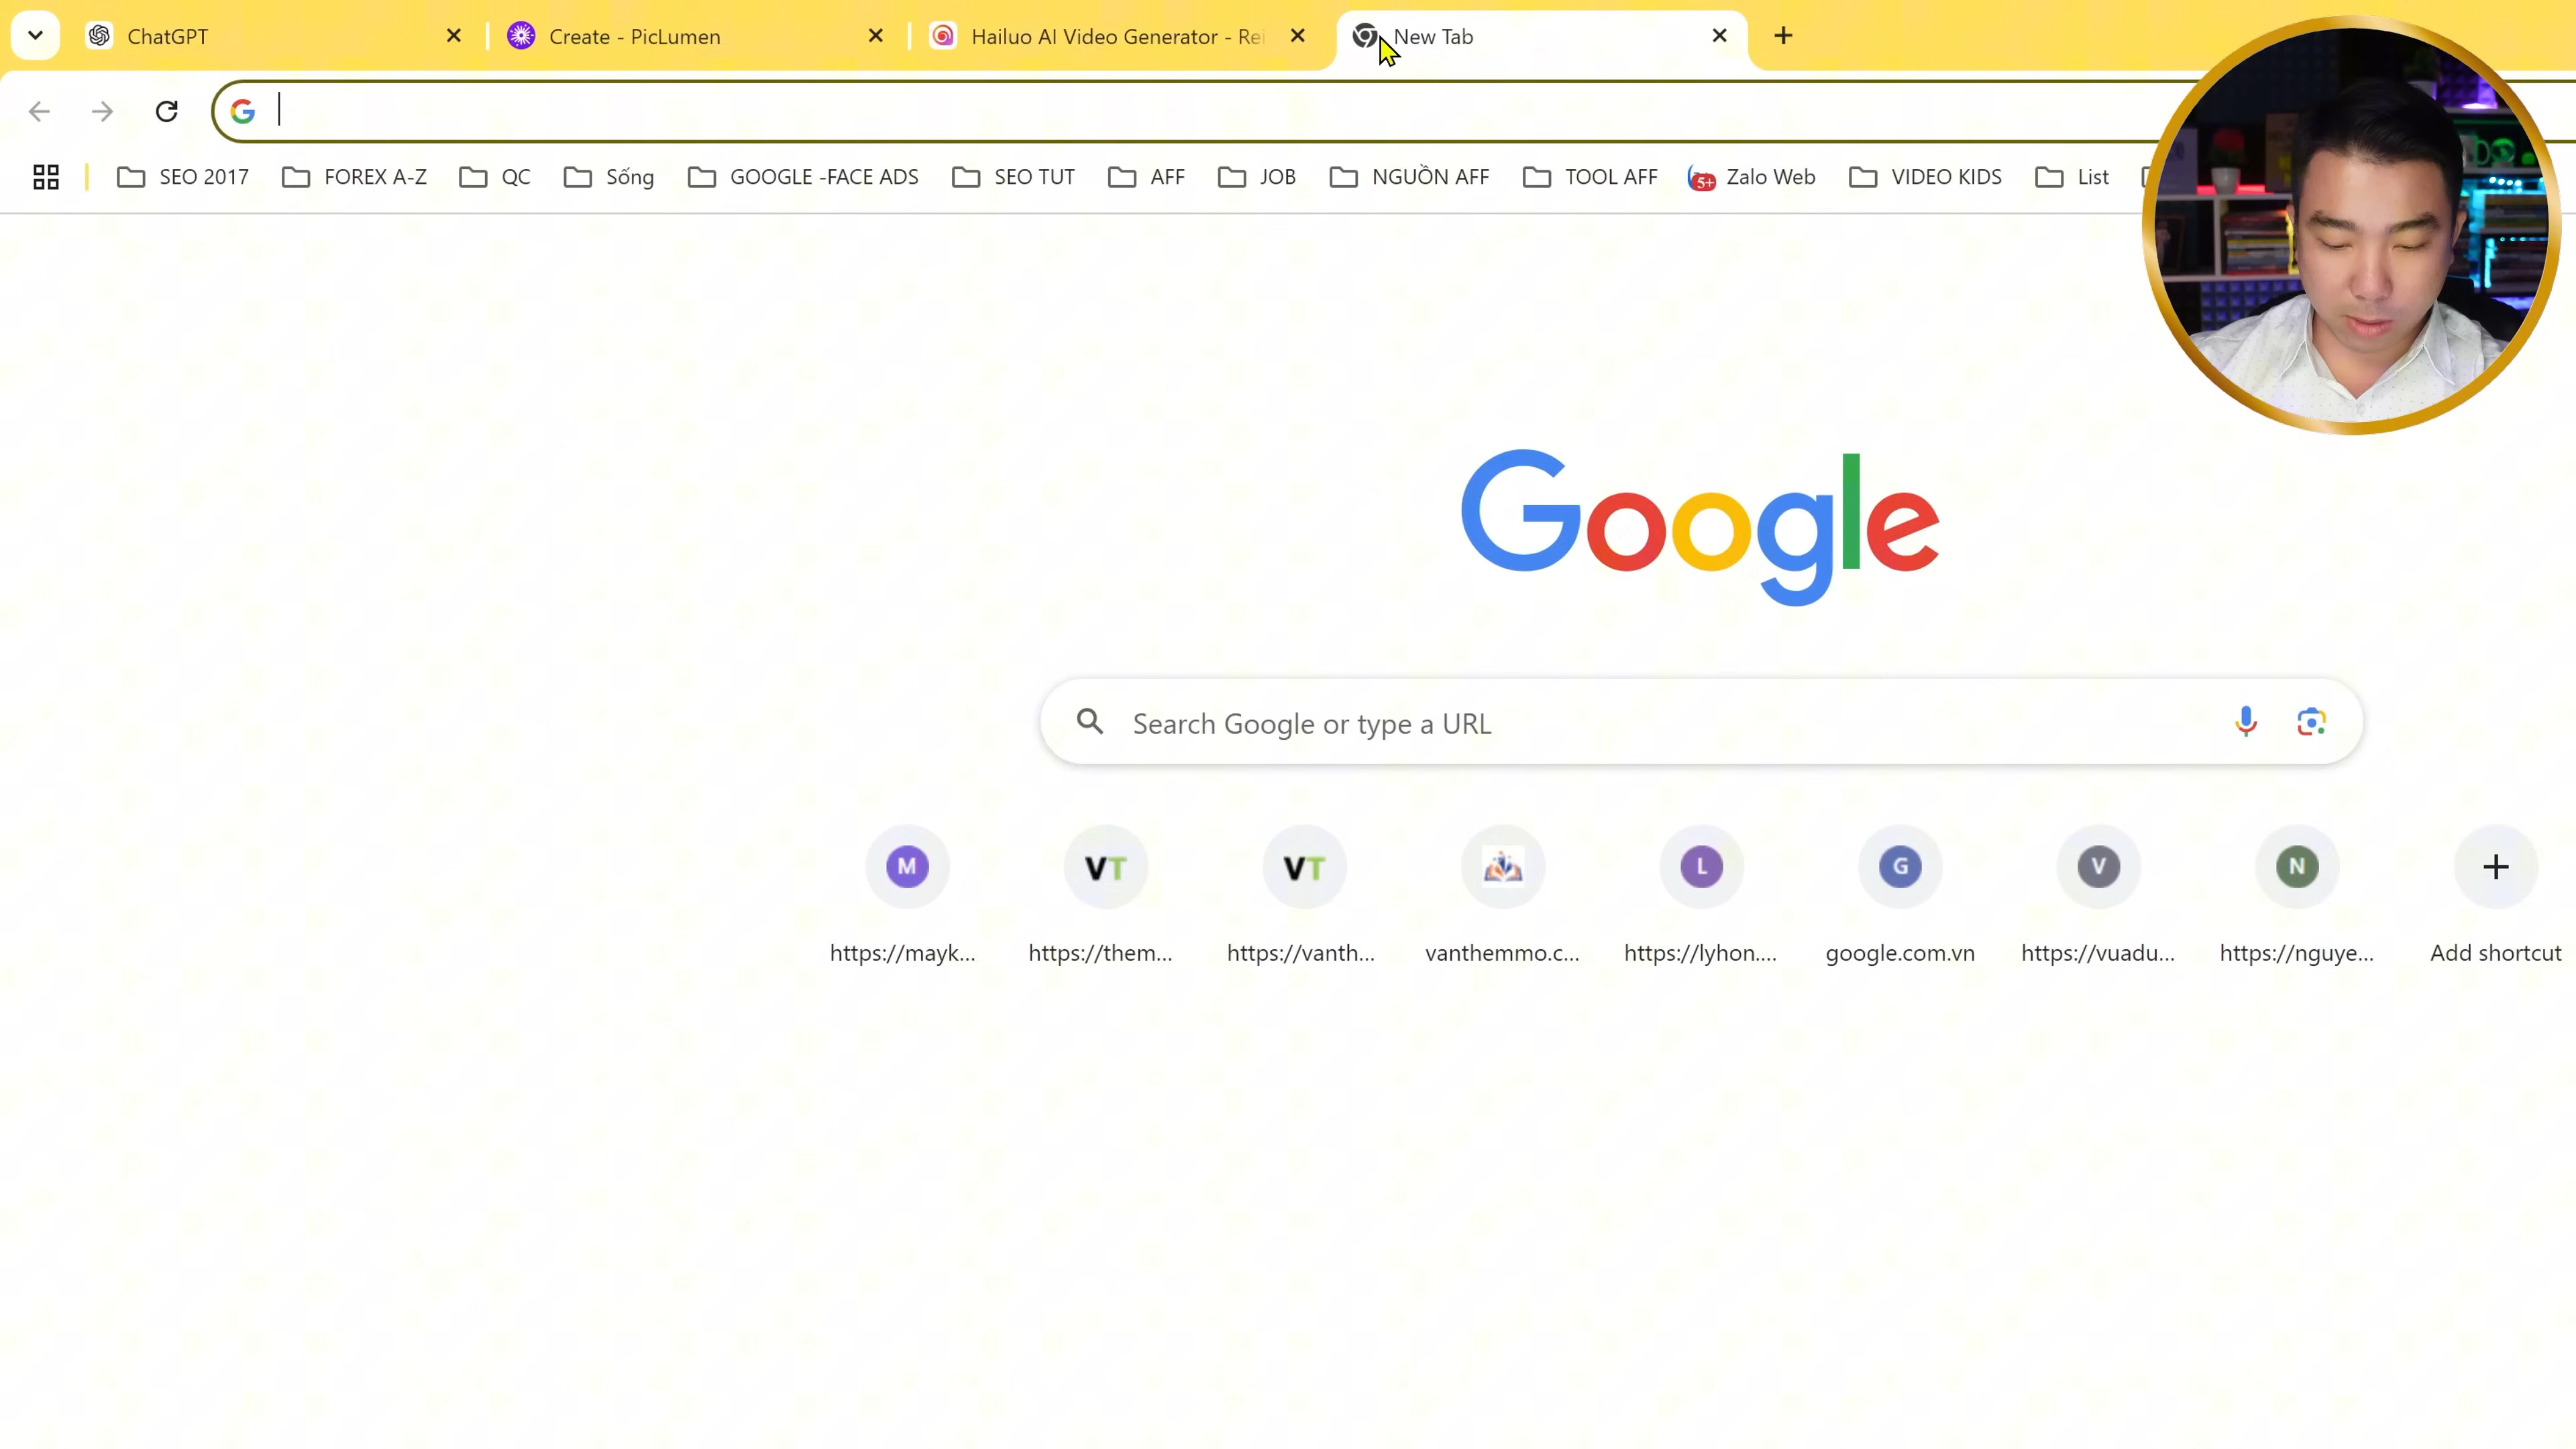 ChatGPT
Create - PicLumen
Hailuo AI Video Generator - Rei
New Tab
SEO 2017
FOREX A-Z
QC
Sống
GOOGLE -FACE ADS
SEO TUT
AFF
JOB
NGUỒN AFF
TOOL AFF
5+
Zalo Web
VIDEO KIDS
List
Google
Search Google or type a URL
M
VT
VT
L
G
V
N
https://mayk...
https://them...
https://vanth...
vanthemmo.c...
https://lyhon....
google.com.vn
https://vuadu...
https://nguye...
Add shortcut